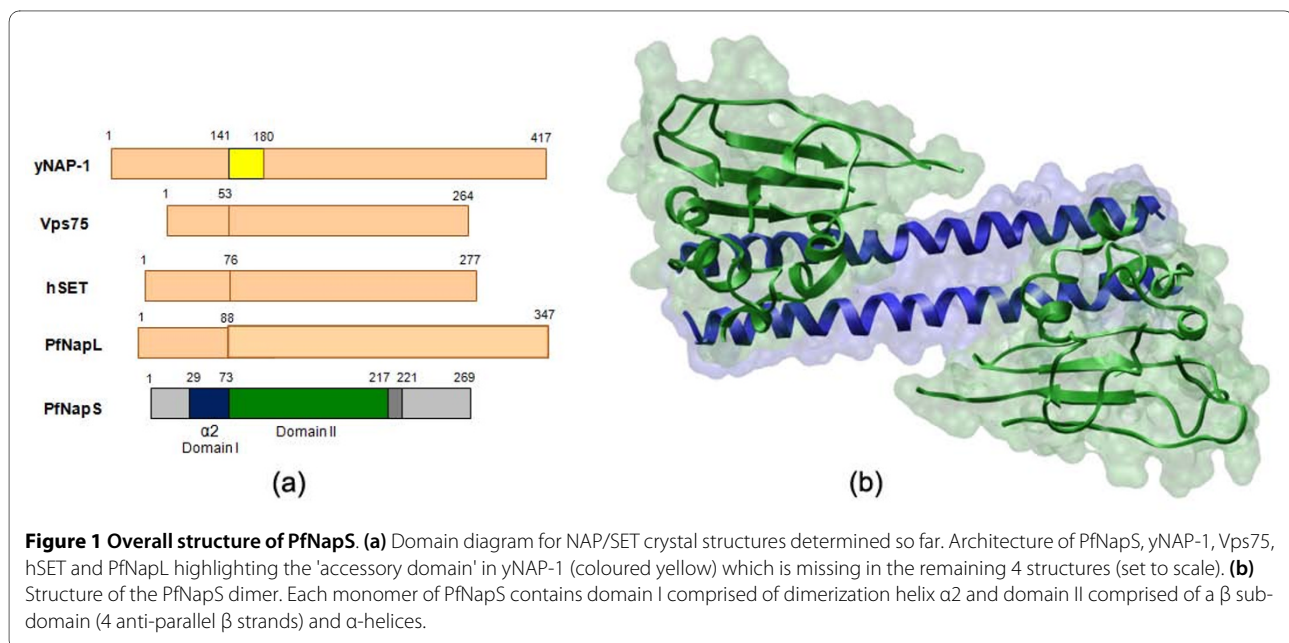 1 141 180 417
yNAP-1
1 53 264
Vps75
1 76 277
hSET
1 88 347
PfNapL
1 29 73 217 221 269
PfNapS
α2 Domain II
Domain I
(a) (b)
Figure 1 Overall structure of PfNapS. (a) Domain diagram for NAP/SET crystal structures determined so far. Architecture of PfNapS, yNAP-1, Vps75,
hSET and PfNapL highlighting the 'accessory domain' in yNAP-1 (coloured yellow) which is missing in the remaining 4 structures (set to scale). (b)
Structure of the PfNapS dimer. Each monomer of PfNapS contains domain I comprised of dimerization helix α2 and domain II comprised of a β sub-
domain (4 anti-parallel β strands) and α-helices.